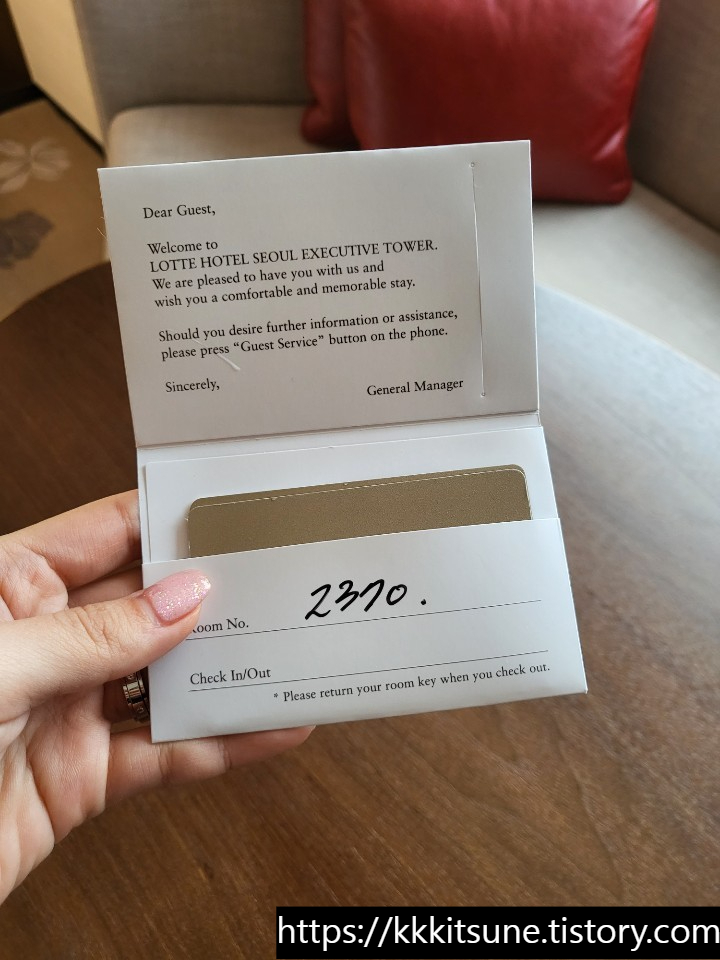 Dear Guest,
Welcome to
LOTTE HOTEL SEOUL EXECUTIVE TOWER.
We are pleased to have you with us and
wish you a comfortable and memorable stay.
Should you desire further information or assistance,
please press “Guest Service” button on the phone.
Sincerely, General Manager
Room No. 2370.
Check In/Out
* Please return your room key when you check out.
https://kkkitsune.tistory.com